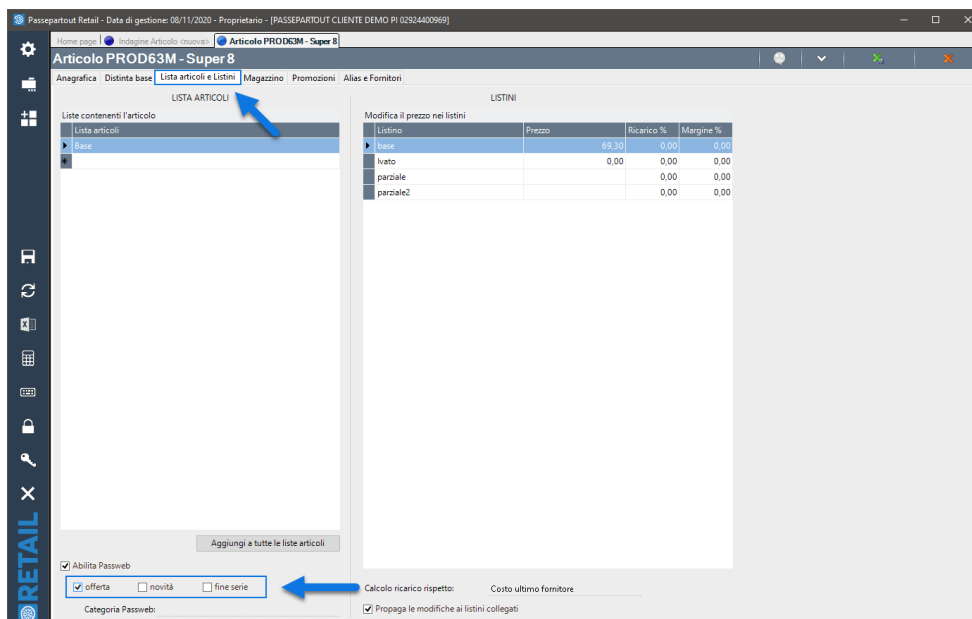 Passepartout Retail - Data di gestione: 08/11/2020 - Proprietario - [PASSEPARTOUT CLIENTE DEMO PI 02924400969]
Home page Indagine Articolo <nuova> Articolo PROD63M - Super 8
Articolo PROD63M - Super 8
Anagrafica Distinta base Lista articoli e Listini Magazzino Promozioni Alias e Fornitori
LISTA ARTICOLI LISTINI
Liste contenenti l'articolo Modifica il prezzo nei listini
Lista articoli Listino Prezzo Ricarico % Margine %
Base base 69,30 0,00 0,00
Ivato 0,00 0,00 0,00
parziale 0,00 0,00
parziale2 0,00 0,00
Aggiungi a tutte le liste articoli
Abilita Passweb
offerta novità fine serie Calcolo ricarico rispetto: Costo ultimo fornitore
Categoria Passweb: Propaga le modifiche ai listini collegati
RETAIL